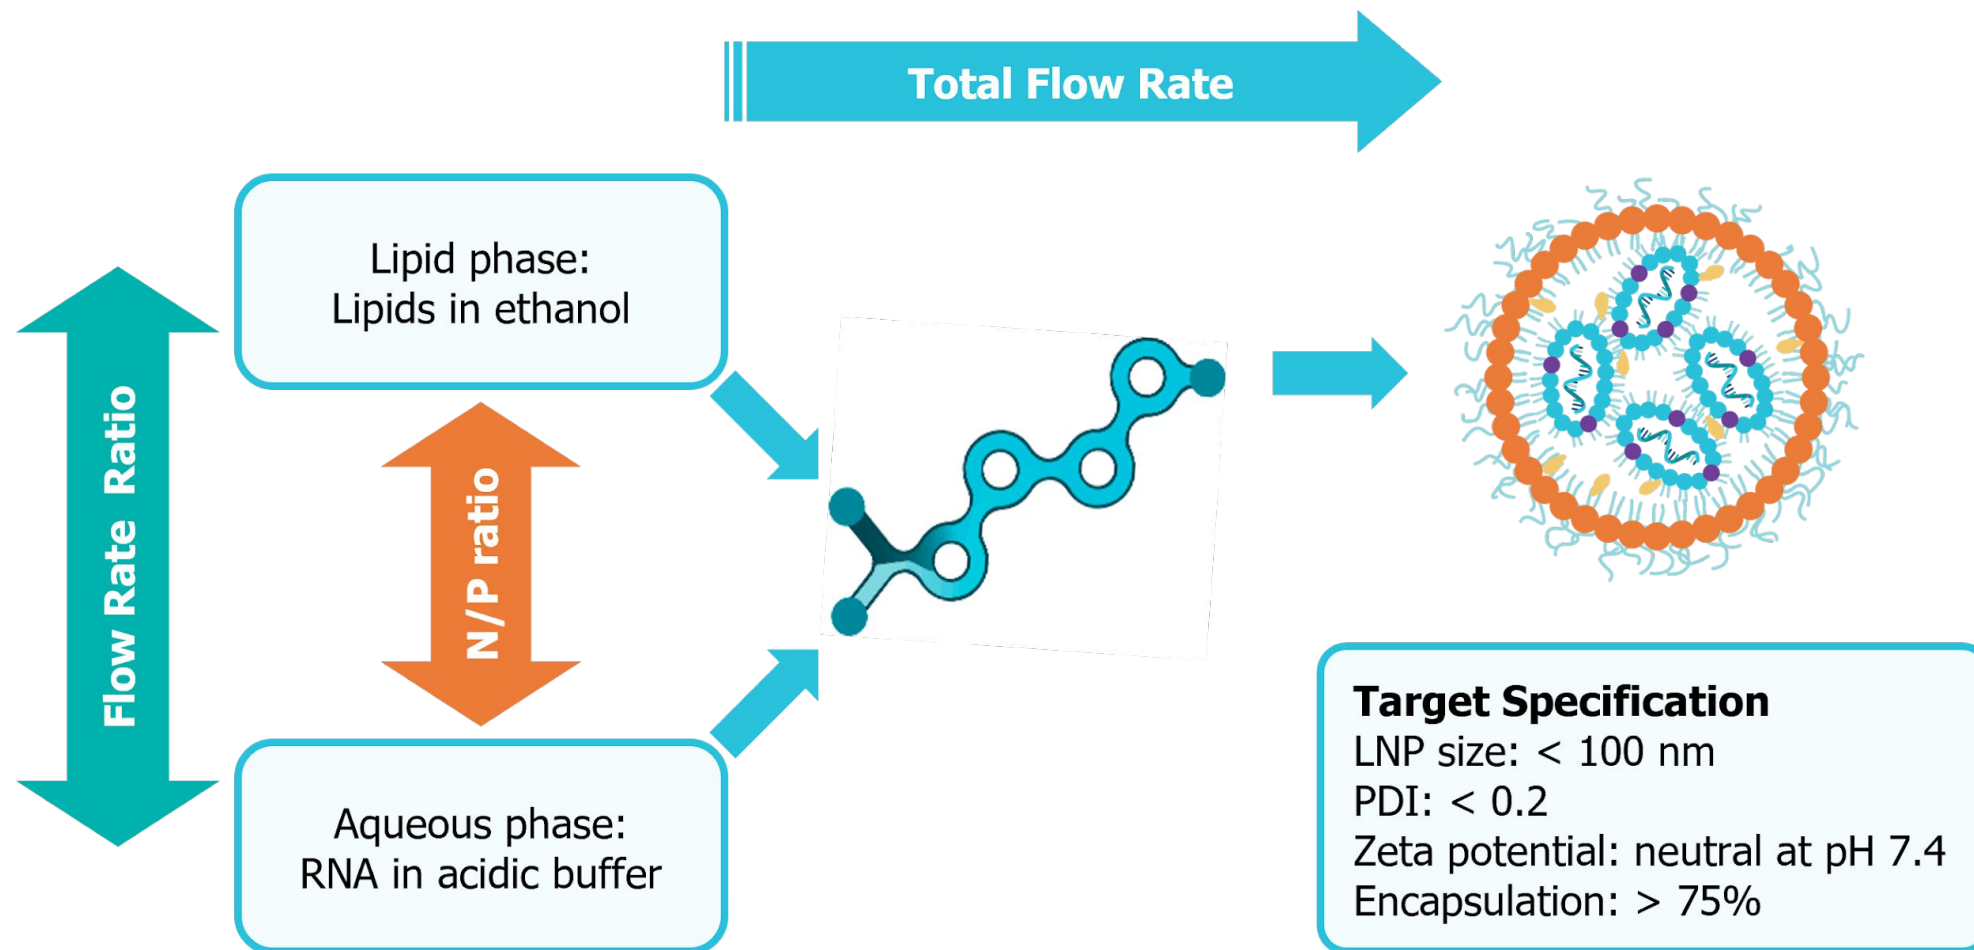 Total Flow Rate
Lipid phase:
Lipids in ethanol
Flow Rate Ratio
N/P ratio
Aqueous phase:
RNA in acidic buffer
Target Specification
LNP size: < 100 nm
PDI: < 0.2
Zeta potential: neutral at pH 7.4
Encapsulation: > 75%